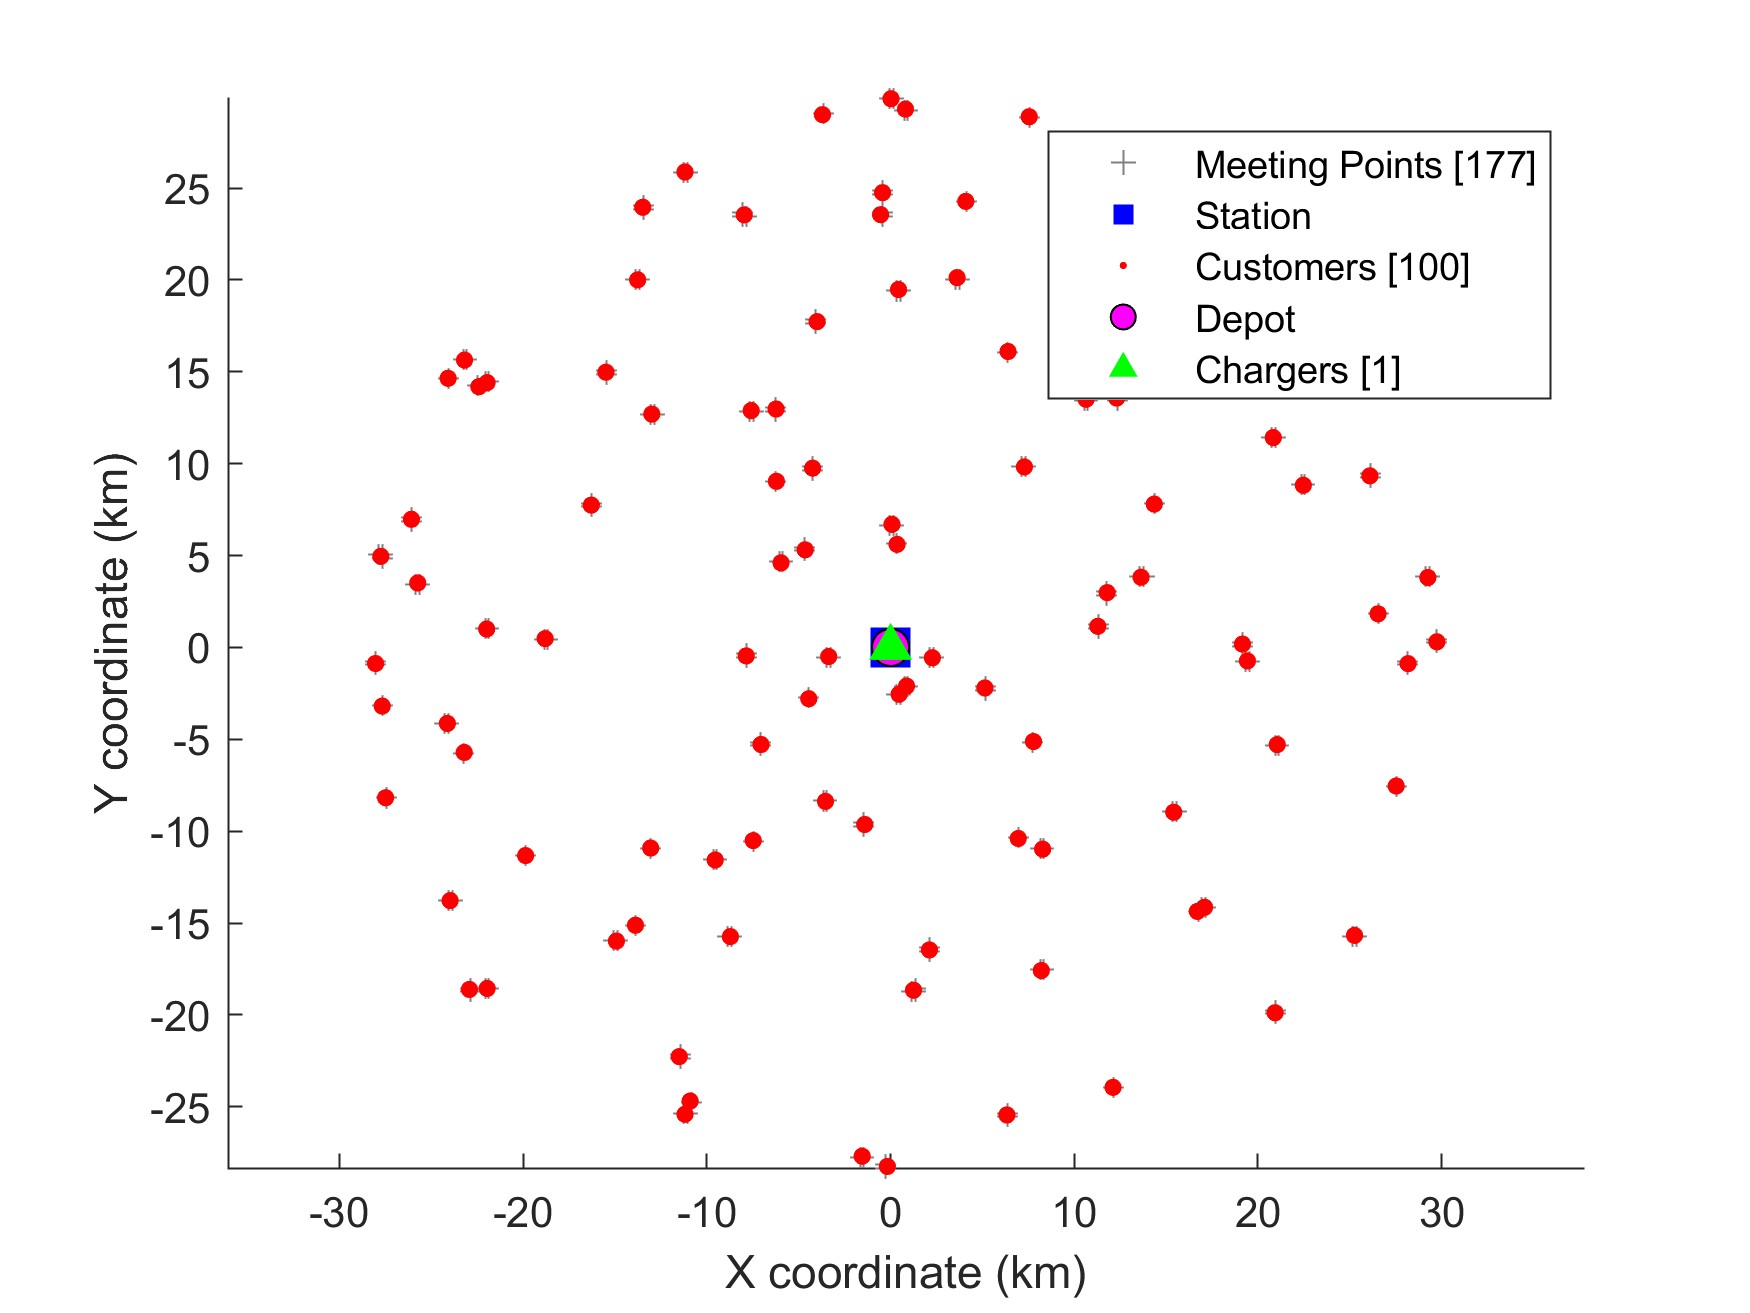 Meeting Points [177]
Station
Customers [100]
Depot
Chargers [1]
25
20
15
10
5
0
-5
-10
-15
-20
-25
Y coordinate (km)
-30 -20 -10 0 10 20 30
X coordinate (km)